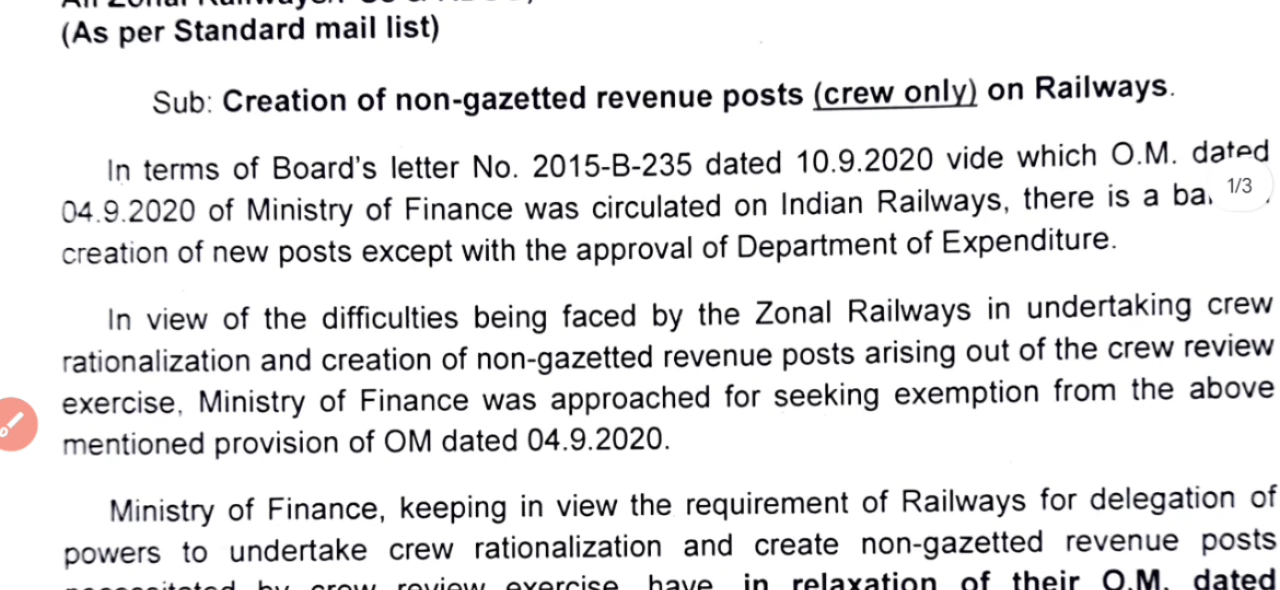 (As per Standard mail list)
Sub: Creation of non-gazetted revenue posts (crew only) on Railways.
In terms of Board's letter No. 2015-B-235 dated 10.9.2020 vide which O.M. dated
04.9.2020 of Ministry of Finance was circulated on Indian Railways, there is a
1/3
creation of new posts except with the approval of Department of Expenditure.
In view of the difficulties being faced by the Zonal Railways in undertaking crew
rationalization and creation of non-gazetted revenue posts arising out of the crew review
exercise, Ministry of Finance was approached for seeking exemption from the above
mentioned provision of OM dated 04.9.2020.
Ministry of Finance, keeping in view the requirement of Railways for delegation of
powers to undertake crew rationalization and create non-gazetted revenue posts
by crew review exercise, have in relaxation of their O.M. dated